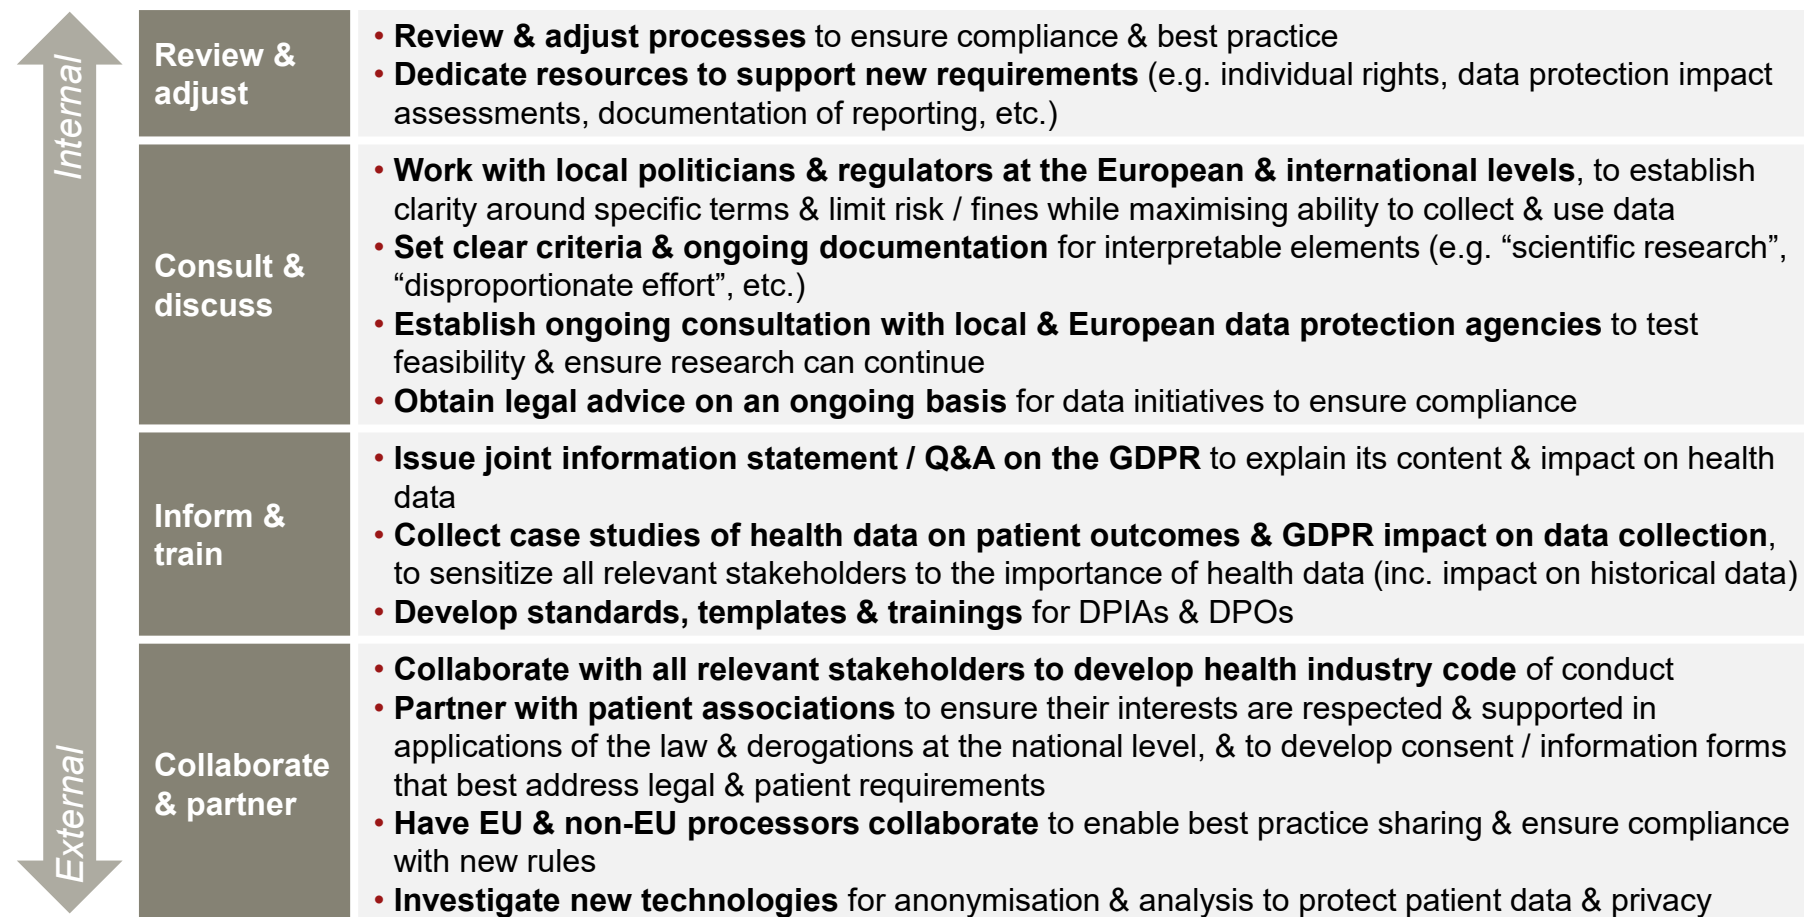 Internal
External
Review &
adjust
• Review & adjust processes to ensure compliance & best practice
• Dedicate resources to support new requirements (e.g. individual rights, data protection impact
assessments, documentation of reporting, etc.)
Consult &
discuss
• Work with local politicians & regulators at the European & international levels, to establish
clarity around specific terms & limit risk / fines while maximising ability to collect & use data
• Set clear criteria & ongoing documentation for interpretable elements (e.g. “scientific research”,
“disproportionate effort”, etc.)
• Establish ongoing consultation with local & European data protection agencies to test
feasibility & ensure research can continue
• Obtain legal advice on an ongoing basis for data initiatives to ensure compliance
Inform &
train
• Issue joint information statement / Q&A on the GDPR to explain its content & impact on health
data
• Collect case studies of health data on patient outcomes & GDPR impact on data collection,
to sensitize all relevant stakeholders to the importance of health data (inc. impact on historical data)
• Develop standards, templates & trainings for DPIAs & DPOs
Collaborate
& partner
• Collaborate with all relevant stakeholders to develop health industry code of conduct
• Partner with patient associations to ensure their interests are respected & supported in
applications of the law & derogations at the national level, & to develop consent / information forms
that best address legal & patient requirements
• Have EU & non-EU processors collaborate to enable best practice sharing & ensure compliance
with new rules
• Investigate new technologies for anonymisation & analysis to protect patient data & privacy